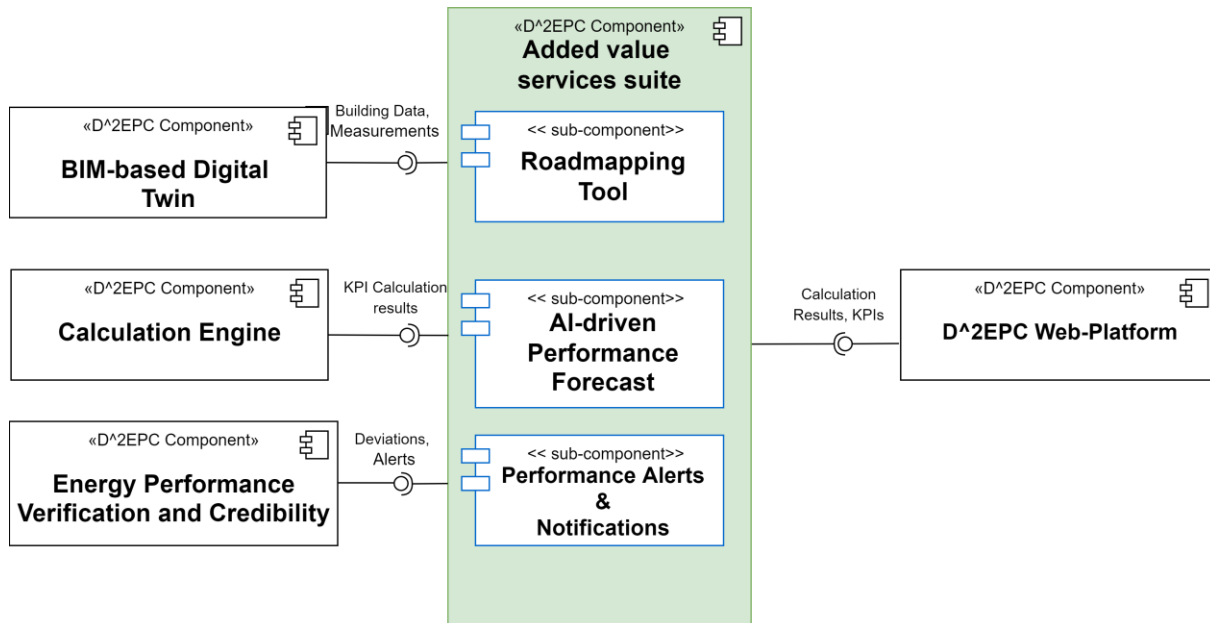 «D^2EPC Component»
Added value
services suite
«D^2EPC Component»
BIM-based Digital
Twin
Building Data,
Measurements
<< sub-component>>
Roadmapping
Tool
«D^2EPC Component»
Calculation Engine
KPI Calculation
results
<< sub-component>>
AI-driven
Performance
Forecast
Calculation
Results, KPIs
«D^2EPC Component»
D^2EPC Web-Platform
«D^2EPC Component»
Energy Performance
Verification and Credibility
Deviations,
Alerts
<< sub-component>>
Performance Alerts
&
Notifications